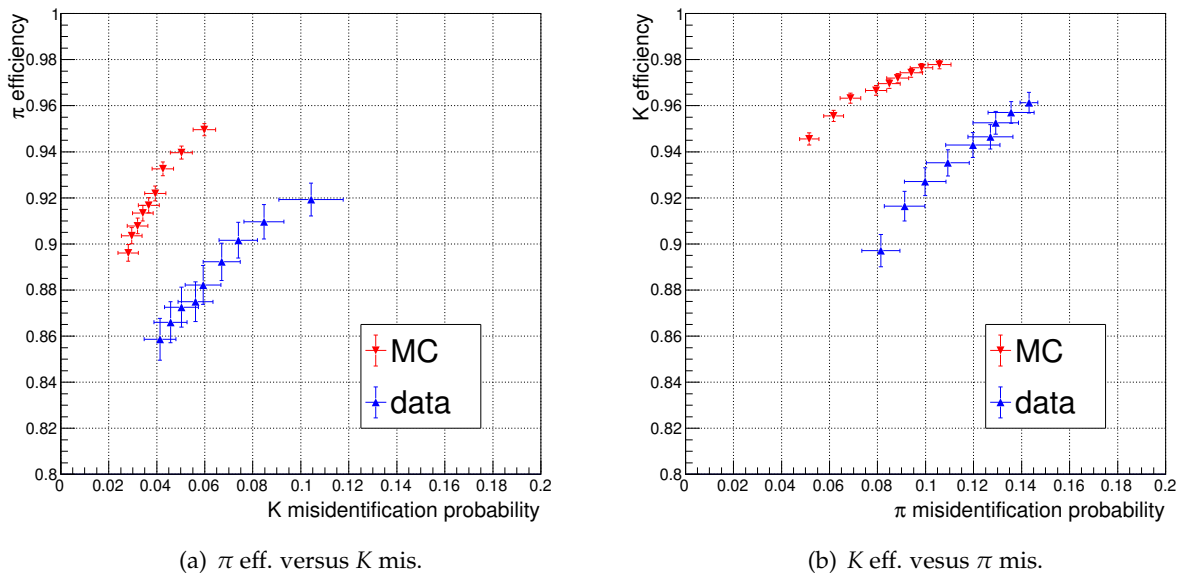 π efficiency
1
0.98
0.96
0.94
0.92
0.9
0.88
0.86
0.84
0.82
0.8
MC
data
0 0.02 0.04 0.06 0.08 0.1 0.12 0.14 0.16 0.18 0.2
K misidentification probability
(a) π eff. versus K mis.
K efficiency
1
0.98
0.96
0.94
0.92
0.9
0.88
0.86
0.84
0.82
0.8
MC
data
0 0.02 0.04 0.06 0.08 0.1 0.12 0.14 0.16 0.18 0.2
π misidentification probability
(b) K eff. vesus π mis.